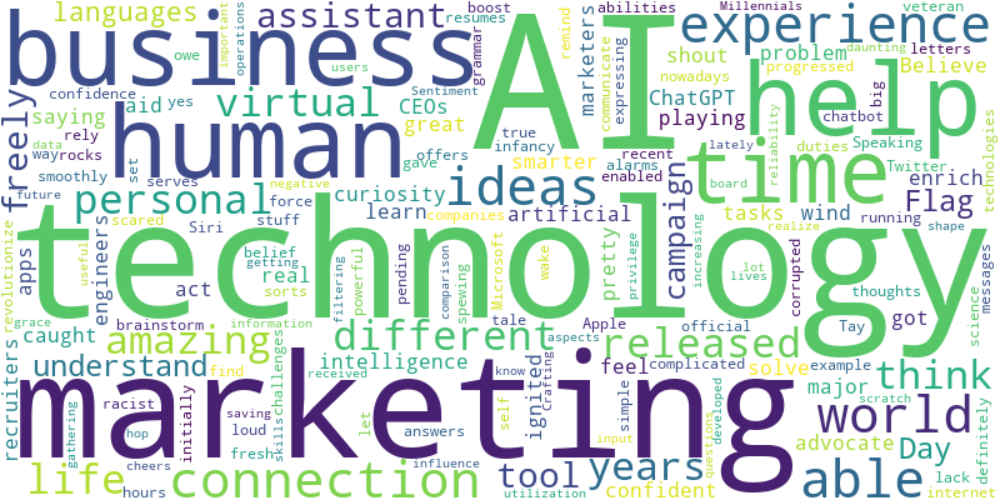 languages
assistant
resumes
boost
abilities
Millennials
veteran
business
AI
experience
owe
important
operations
grammar
remind
marketers
communicate
expressing
shout
problem
daunting
letters
users
nowadays
progressed
Believe
confidence
yes
aid
virtual
Sentiment
CEOs
ChatGPT
big
help
technologies
freely
saying
human
great
true
infancy
playing
chatbot
data
rely
way
rocks
set
offers
smarter
recent
lately
time
duties
reliability
Speaking
Twitter
smoothly
serves
gave
alarms
enabled
board
enrich
future
negative
force
curiosity
ideas
personal
learn
companies
artificial
campaign
tasks
wind
realize
running
Flag
scared
Siri
stuff
technology
shape
revolutionize
apps
useful
engineers
belief
getting
real
sorts
filtering
powerful
pending
comparison
spewing
Microsoft
wake
pretty
privilege
increasing
lot
lives
corrupted
thoughts
science
messages
act
grace
caught
brainstorm
information
tale
Apple
official
Tay
got
amazing
different
aspects
released
recruiters
understand
find
challenges
intelligence
received
know
Crafting
ignited
feel
complicated
solve
example
think
marketing
major
scratch
gathering
racist
initially
saving
loud
skills
let
answers
self
simple
developed
questions
world
hop
fresh
input
advocate
Day
definitely
life
cheers
hours
connection
influence
tool
utilization
years
confident
able
lack
internet